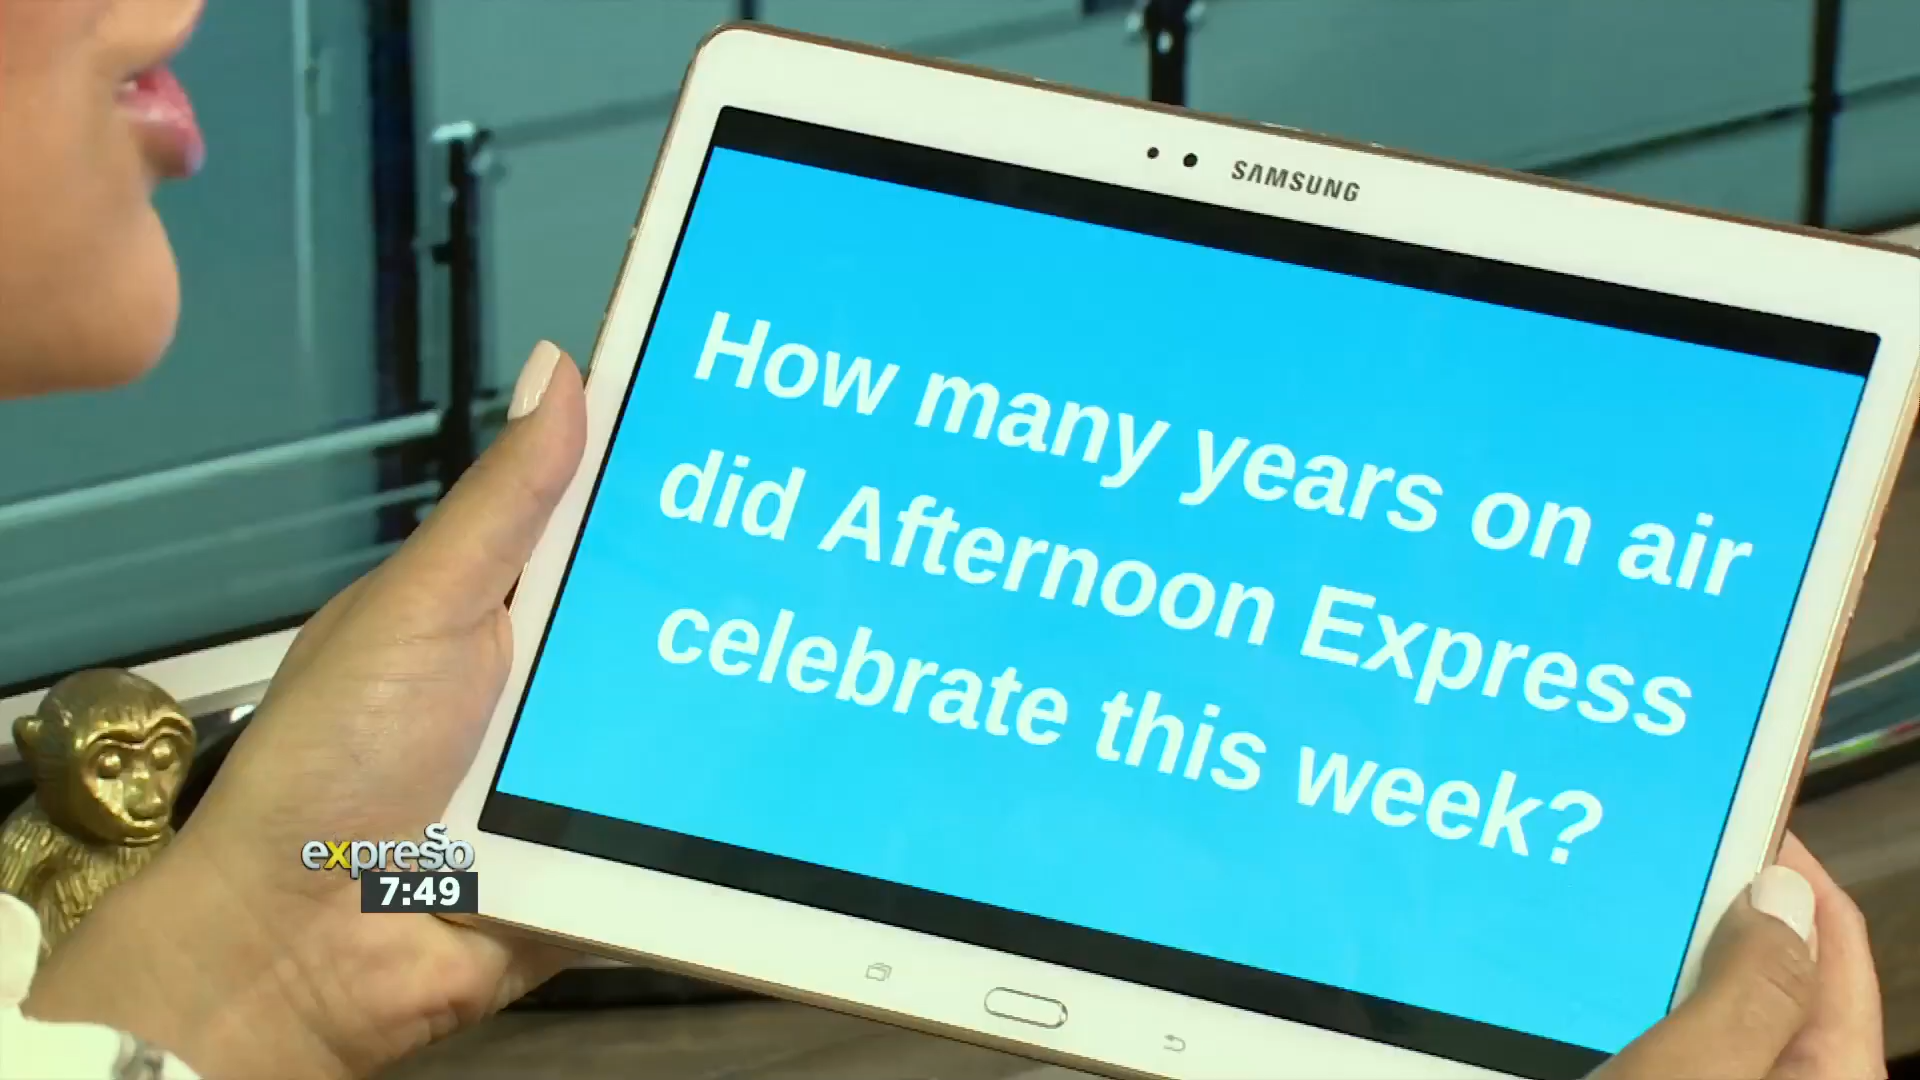 SAMSUNG
How many years on air
did Afternoon Express
celebrate this week?
expresso
7:49